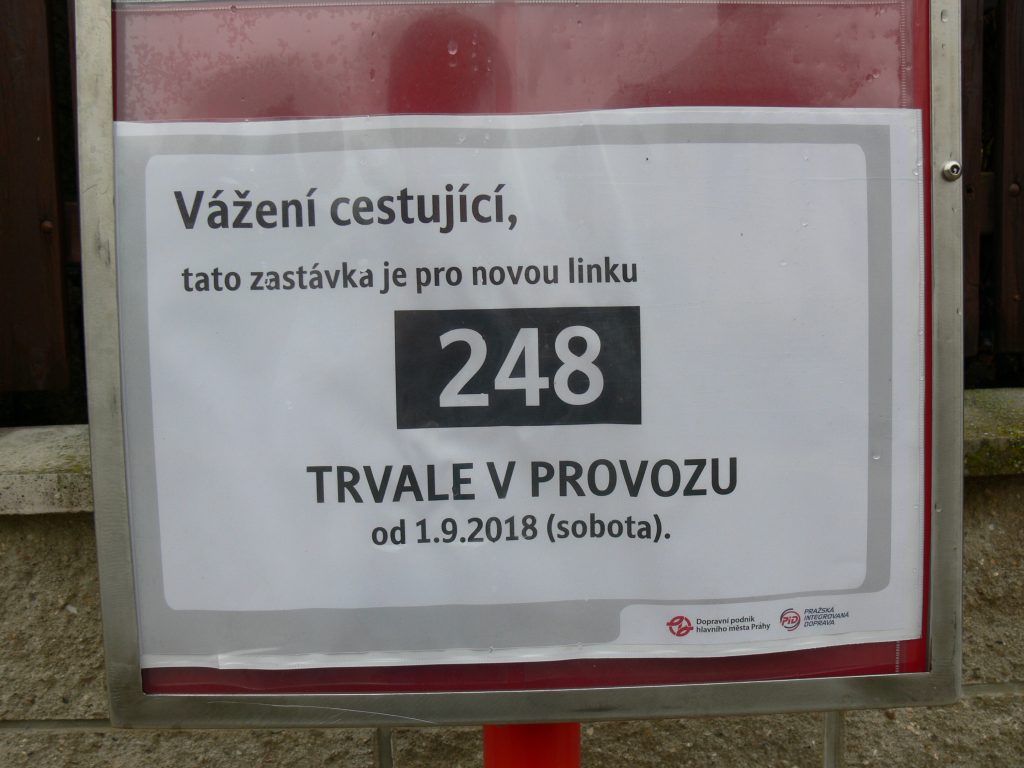 Vážení cestující,
tato zastávka je pro novou linku
248
TRVALE V PROVOZU
od 1.9.2018 (sobota).
Dopravní podnik
hlavního města Prahy
PID
PRAŽSKÁ
INTEGROVANÁ
DOPRAVA